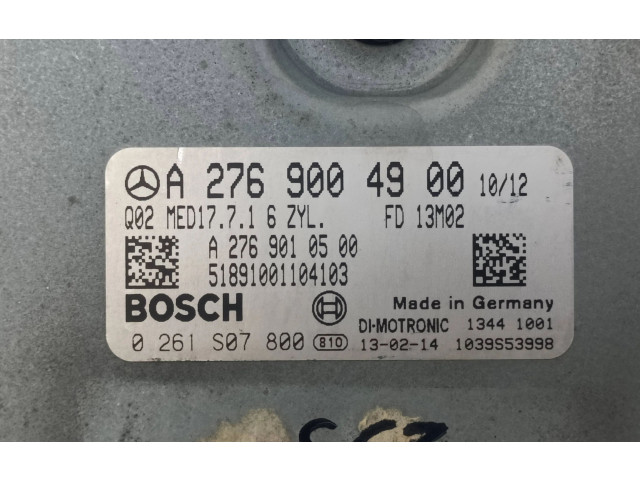 A 276 900 49 00 10/12
Q02 MED17.7.1 6 ZYL. FD 13M02
A 276 901 05 00
51891001104103
BOSCH
Made in Germany
DI-MOTRONIC 1344 1001
0 261 S07 800 810 13-02-14 1039S53998